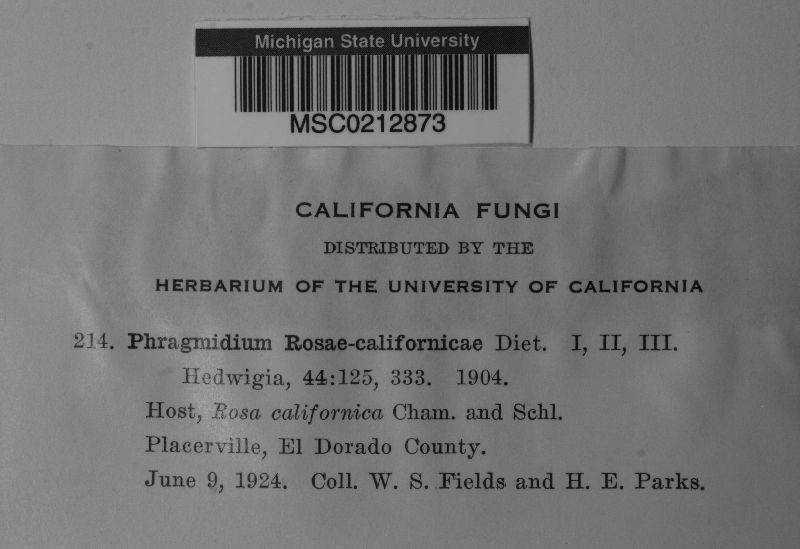 Michigan State University
MSC0212873
CALIFORNIA FUNGI
DISTRIBUTED BY THE
HERBARIUM OF THE UNIVERSITY OF CALIFORNIA
214. Phragmidium Rosae-californicae Diet. I, II, III.
Hedwigia, 44:125, 333. 1904.
Host, Rosa californica Cham. and Schl.
Placerville, El Dorado County.
June 9, 1924. Coll. W. S. Fields and H. E. Parks.